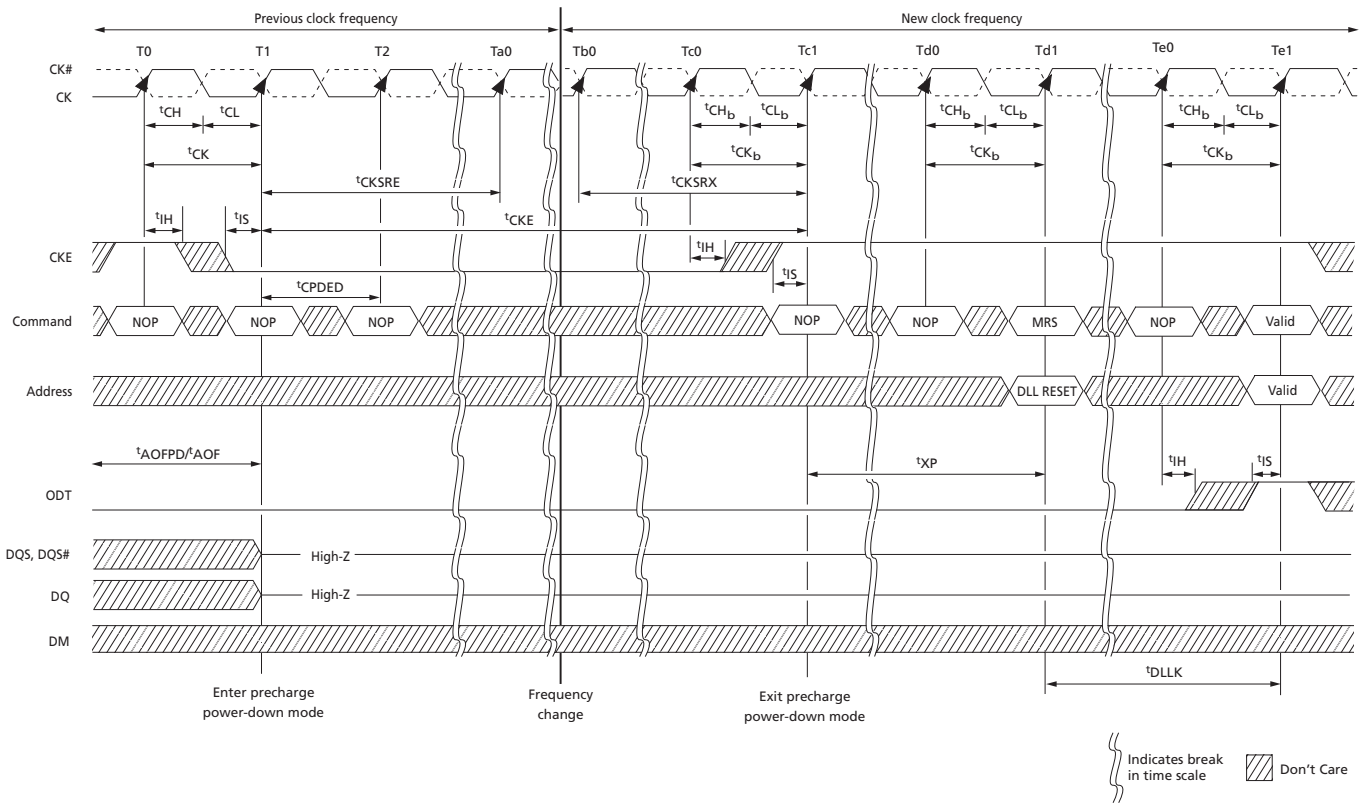 Previous clock frequency
New clock frequency
T0 T1 T2 Ta0 Tb0 Tc0 Tc1 Td0 Td1 Te0 Te1
CK#
CK
tCH tCL tCHb tCLb tCHb tCLb tCHb tCLb
tCK tCKb tCKb tCKb
tCKSRE tCKSRX
tIH tIS tCKE
CKE
tIH
tIS
tCPDED
Command NOP NOP NOP NOP NOP MRS NOP Valid
Address DLL RESET Valid
tAOFPD/tAOF tXP tIH tIS
ODT
DQS, DQS# High-Z
DQ High-Z
DM
tDLLK
Enter precharge
power-down mode
Frequency
change
Exit precharge
power-down mode
Indicates break
in time scale
Don't Care